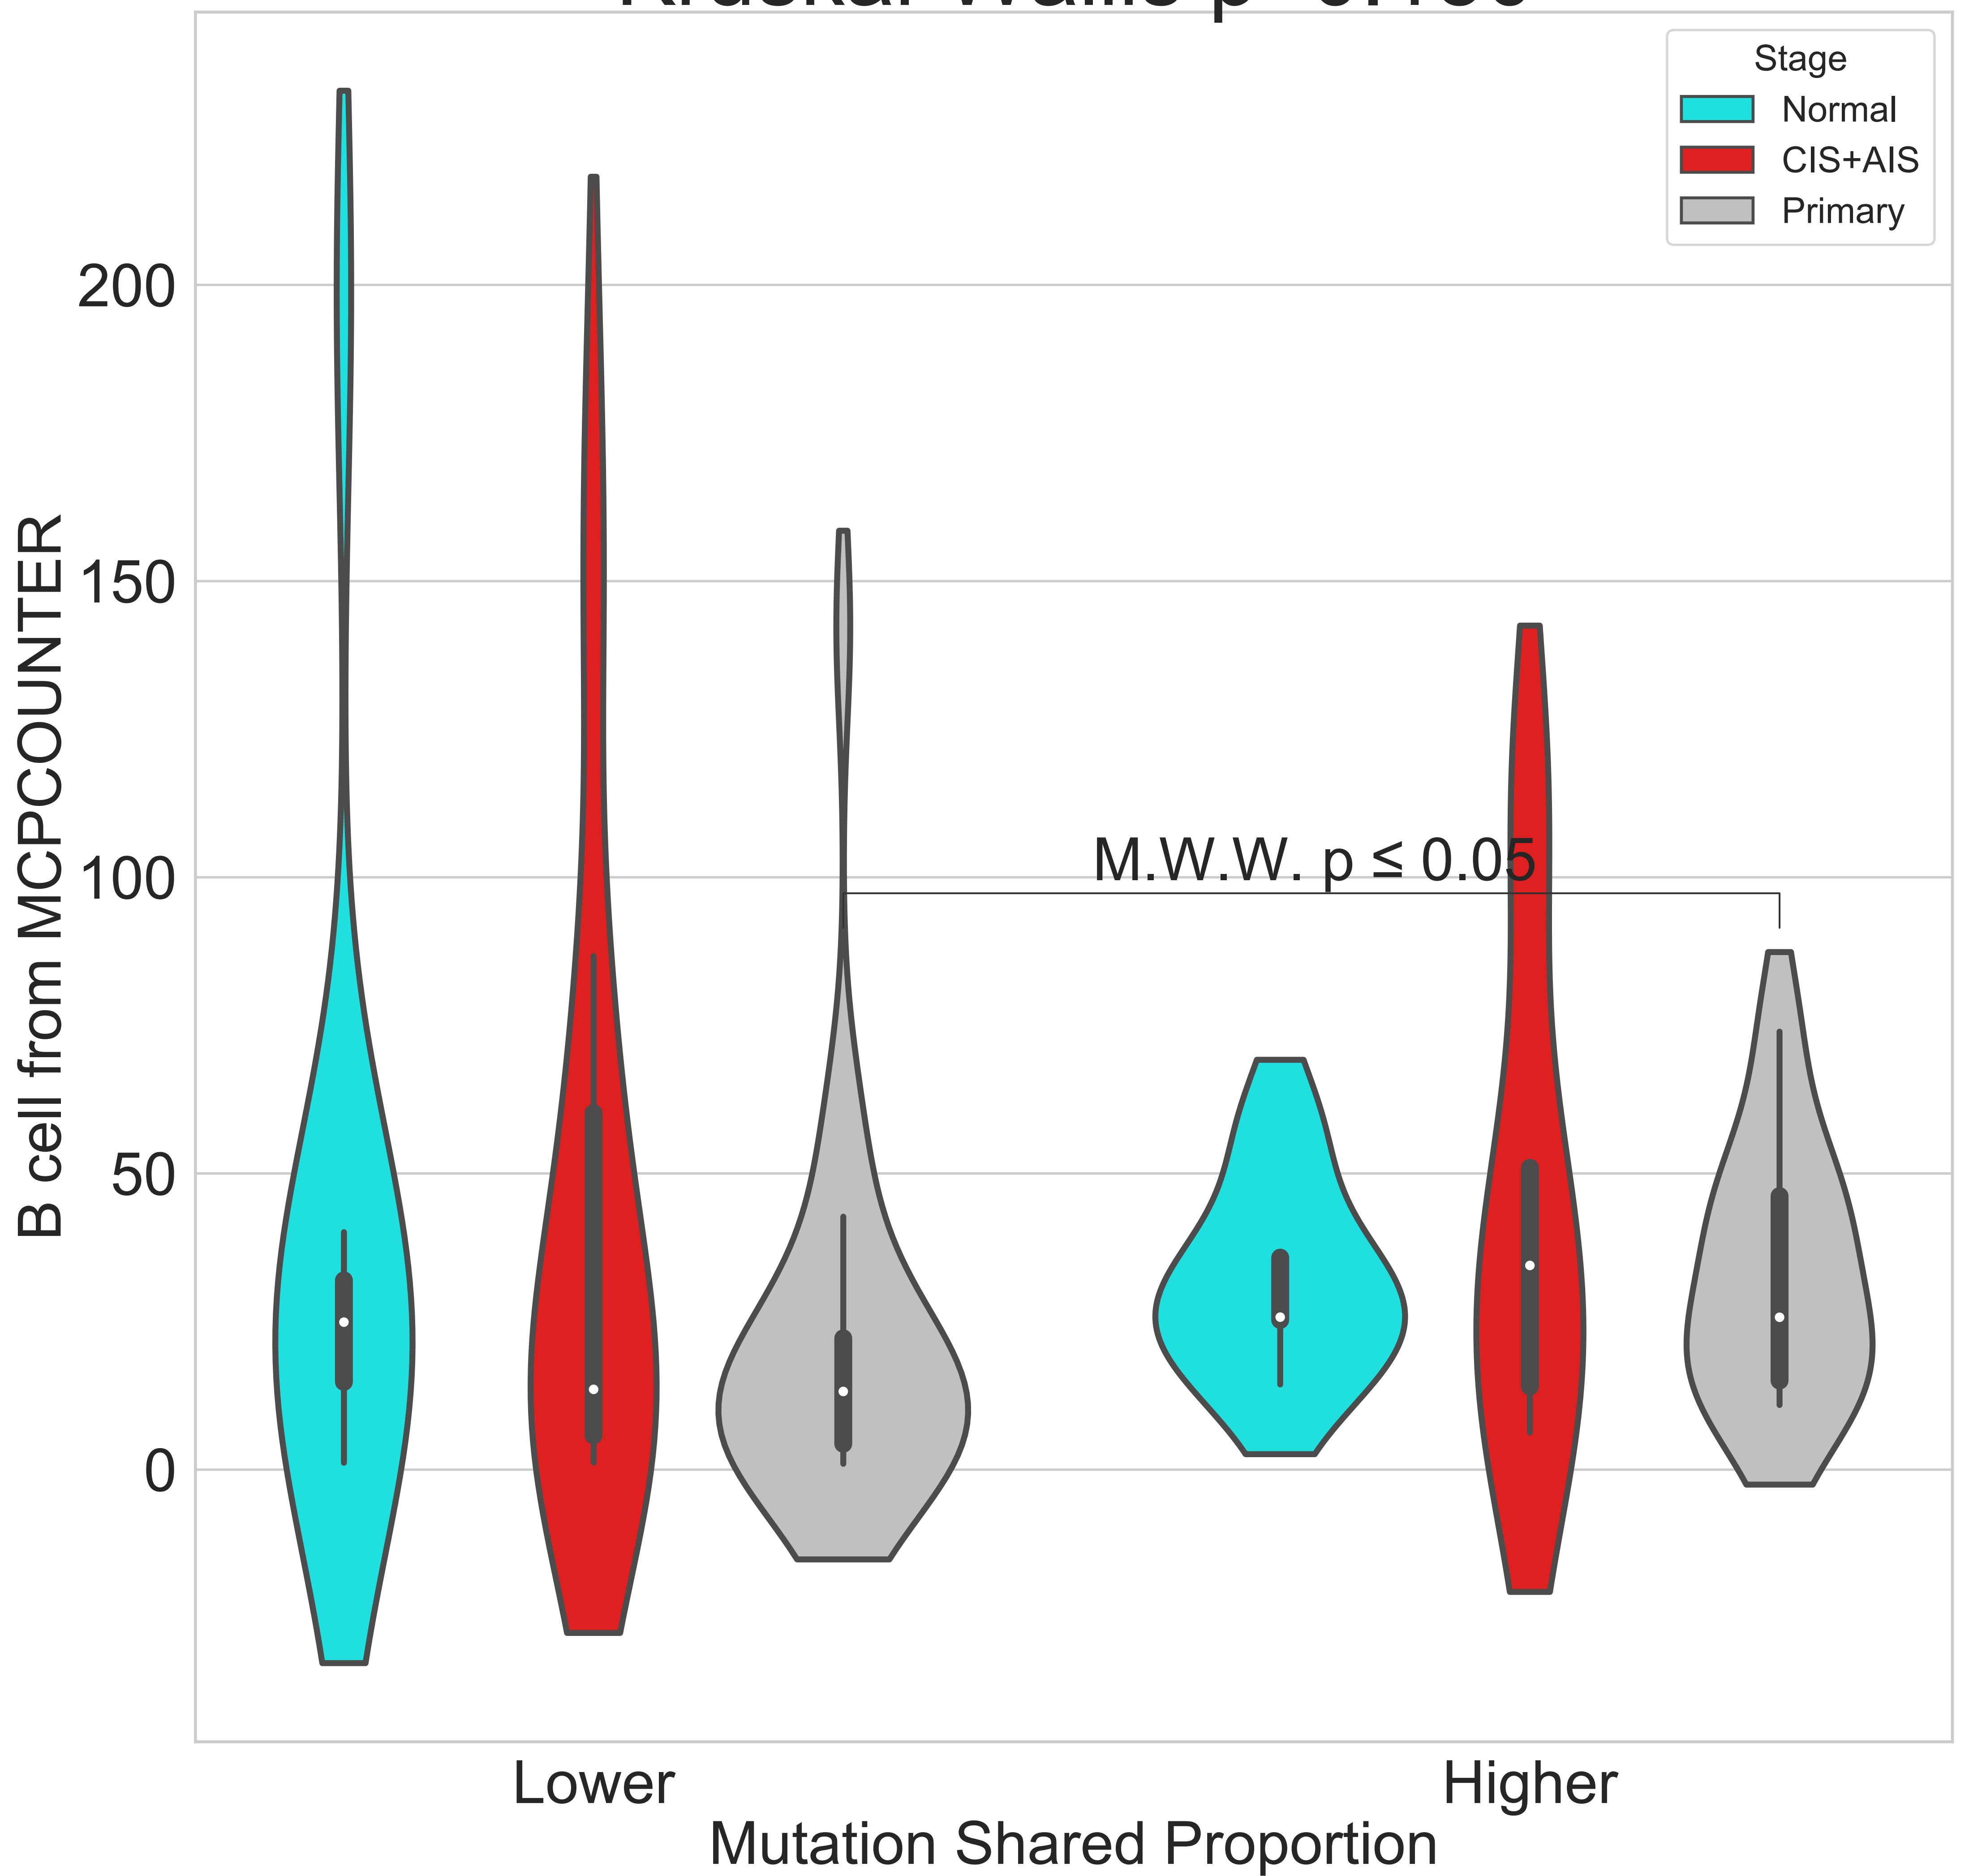 Stage
Normal
CIS+AIS
Primary
200
150
100
50
0
B cell from MCPCOUNTER
M.W.W. p ≤ 0.05
Lower
Higher
Mutation Shared Proportion